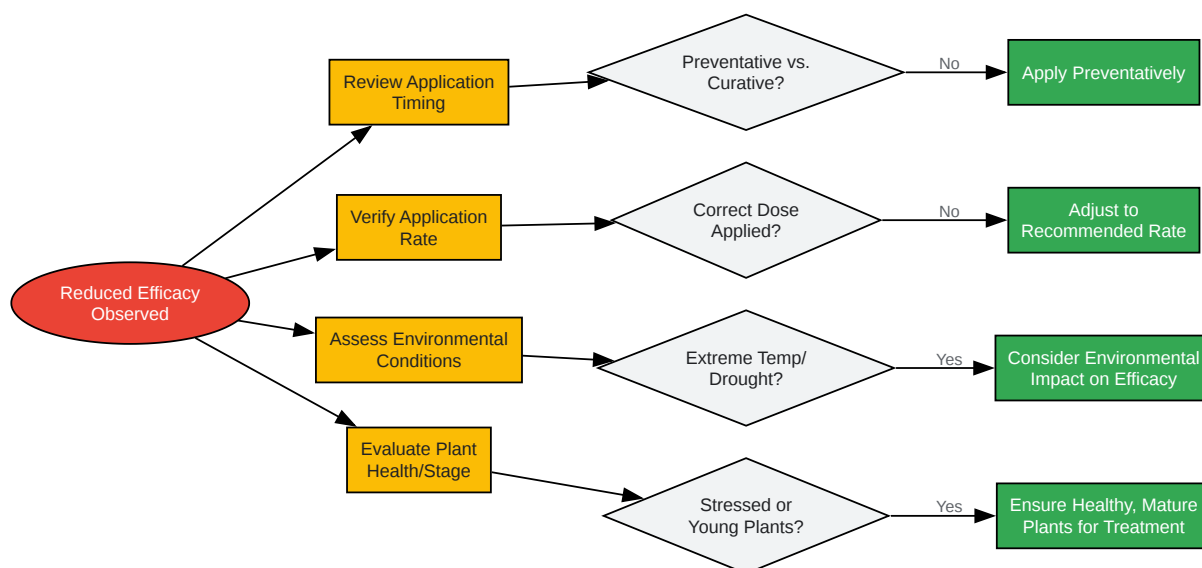 Review Application
Timing
Preventative vs.
Curative?
No
Apply Preventatively
Verify Application
Rate
Correct Dose
Applied?
No
Adjust to
Recommended Rate
Reduced Efficacy
Observed
Assess Environmental
Conditions
Extreme Temp/
Drought?
Yes
Consider Environmental
Impact on Efficacy
Evaluate Plant
Health/Stage
Stressed or
Young Plants?
Yes
Ensure Healthy, Mature
Plants for Treatment